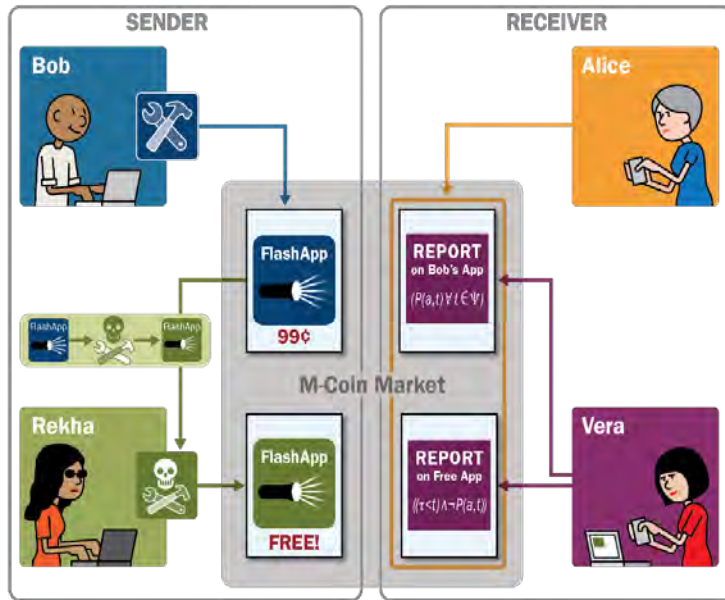 SENDER
RECEIVER
Bob
Alice
FlashApp
99¢
REPORT
on Bob's App
(P(a,t)∀t∈Ψ)
FlashApp
FlashApp
M-Coin Market
Rekha
FlashApp
FREE!
REPORT
on Free App
((τ<t)∧¬P(a,t))
Vera